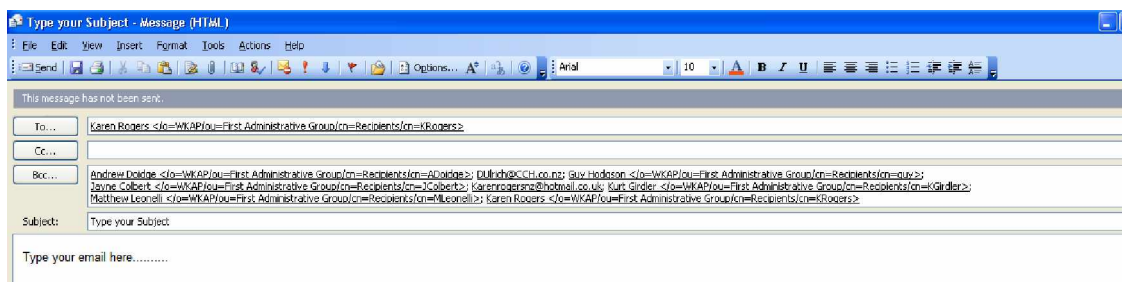 Type your Subject - Message (HTML)
File Edit View Insert Format Tools Actions Help
Send Options... Arial 10 A B I U
This message has not been sent.
To... Karen Rogers </o=WKAP/ou=First Administrative Group/cn=Recipients/cn=KRogers>
Cc...
Bcc... Andrew Doidge </o=WKAP/ou=First Administrative Group/cn=Recipients/cn=ADoidge>; DUlrich@CCH.co.nz; Guy Hodgson </o=WKAP/ou=First Administrative Group/cn=Recipients/cn=guy>;
Jayne Colbert </o=WKAP/ou=First Administrative Group/cn=Recipients/cn=JColbert>; Karenrogersnz@hotmail.co.uk; Kurt Girdler </o=WKAP/ou=First Administrative Group/cn=Recipients/cn=KGirdler>;
Matthew Leonelli </o=WKAP/ou=First Administrative Group/cn=Recipients/cn=MLeonelli>; Karen Rogers </o=WKAP/ou=First Administrative Group/cn=Recipients/cn=KRogers>
Subject: Type your Subject
Type your email here..........